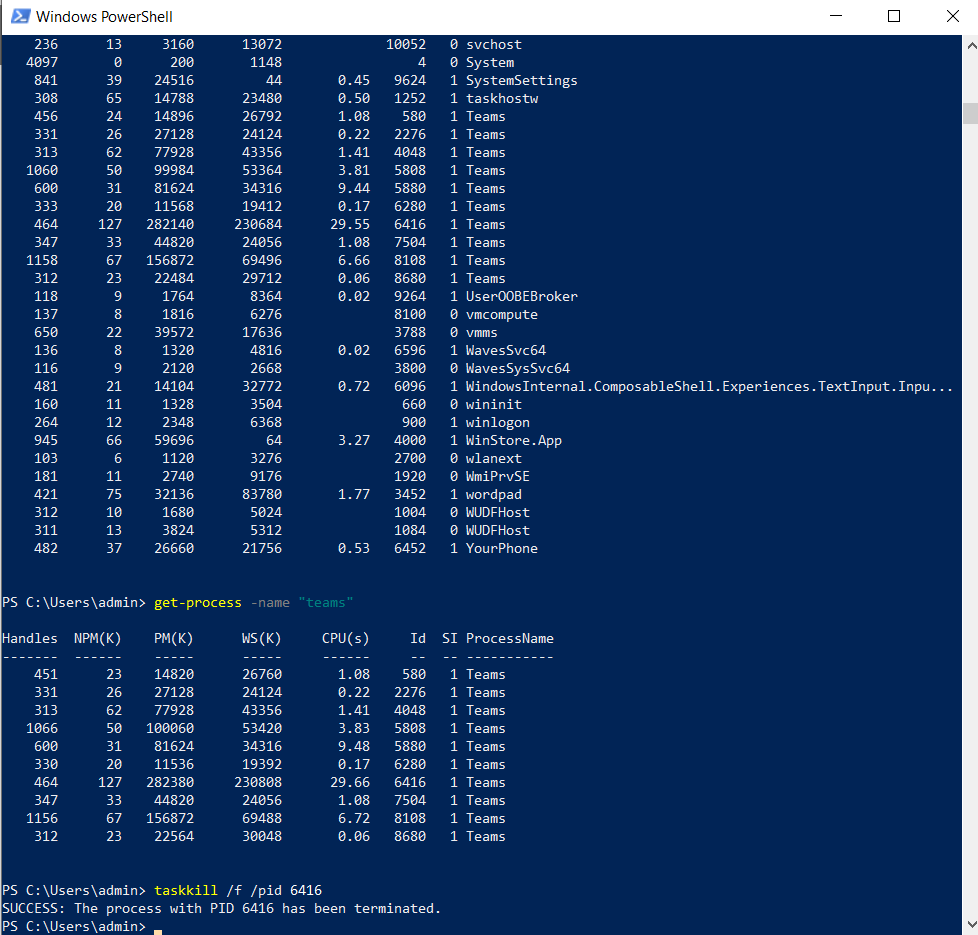 Windows PowerShell
236 13 3160 13072 10052 0 svchost
4097 0 200 1148 4 0 System
841 39 24516 44 0.45 9624 1 SystemSettings
308 65 14788 23480 0.50 1252 1 taskhostw
456 24 14896 26792 1.08 580 1 Teams
331 26 27128 24124 0.22 2276 1 Teams
313 62 77928 43356 1.41 4048 1 Teams
1060 50 99984 53364 3.81 5808 1 Teams
600 31 81624 34316 9.44 5880 1 Teams
333 20 11568 19412 0.17 6280 1 Teams
464 127 282140 230684 29.55 6416 1 Teams
347 33 44820 24056 1.08 7504 1 Teams
1158 67 156872 69496 6.66 8108 1 Teams
312 23 22484 29712 0.06 8680 1 Teams
118 9 1764 8364 0.02 9264 1 UserOOBEBroker
137 8 1816 6276 8100 0 vmcompute
650 22 39572 17636 3788 0 vmms
136 8 1320 4816 0.02 6596 1 WavesSvc64
116 9 2120 2668 3800 0 WavesSysSvc64
481 21 14104 32772 0.72 6096 1 WindowsInternal.ComposableShell.Experiences.TextInput.Inpu...
160 11 1328 3504 660 0 wininit
264 12 2348 6368 900 1 winlogon
945 66 59696 64 3.27 4000 1 WinStore.App
103 6 1120 3276 2700 0 wlanext
181 11 2740 9176 1920 0 WmiPrvSE
421 75 32136 83780 1.77 3452 1 wordpad
312 10 1680 5024 1004 0 WUDFHost
311 13 3824 5312 1084 0 WUDFHost
482 37 26660 21756 0.53 6452 1 YourPhone
PS C:\Users\admin> get-process -name "teams"
Handles NPM(K) PM(K) WS(K) CPU(s) Id SI ProcessName
------- ------ ----- ----- ------ -- -- -----------
451 23 14820 26760 1.08 580 1 Teams
331 26 27128 24124 0.22 2276 1 Teams
313 62 77928 43356 1.41 4048 1 Teams
1066 50 100060 53420 3.83 5808 1 Teams
600 31 81624 34316 9.48 5880 1 Teams
330 20 11536 19392 0.17 6280 1 Teams
464 127 282380 230808 29.66 6416 1 Teams
347 33 44820 24056 1.08 7504 1 Teams
1156 67 156872 69488 6.72 8108 1 Teams
312 23 22564 30048 0.06 8680 1 Teams
PS C:\Users\admin> taskkill /f /pid 6416
SUCCESS: The process with PID 6416 has been terminated.
PS C:\Users\admin>